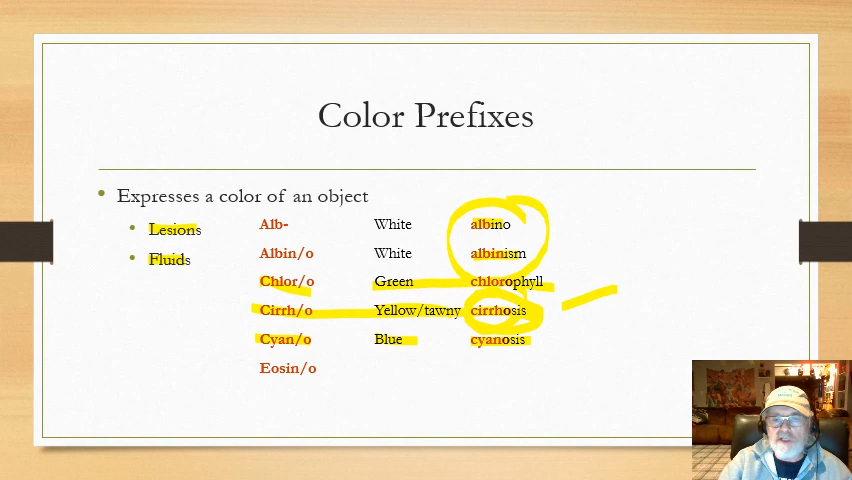 Color Prefixes
• Expresses a color of an object
• Lesions
• Fluids
Alb- White albino
Albin/o White albinism
Chlor/o Green chlorophyll
Cirrh/o Yellow/tawny cirrhosis
Cyan/o Blue cyanosis
Eosin/o